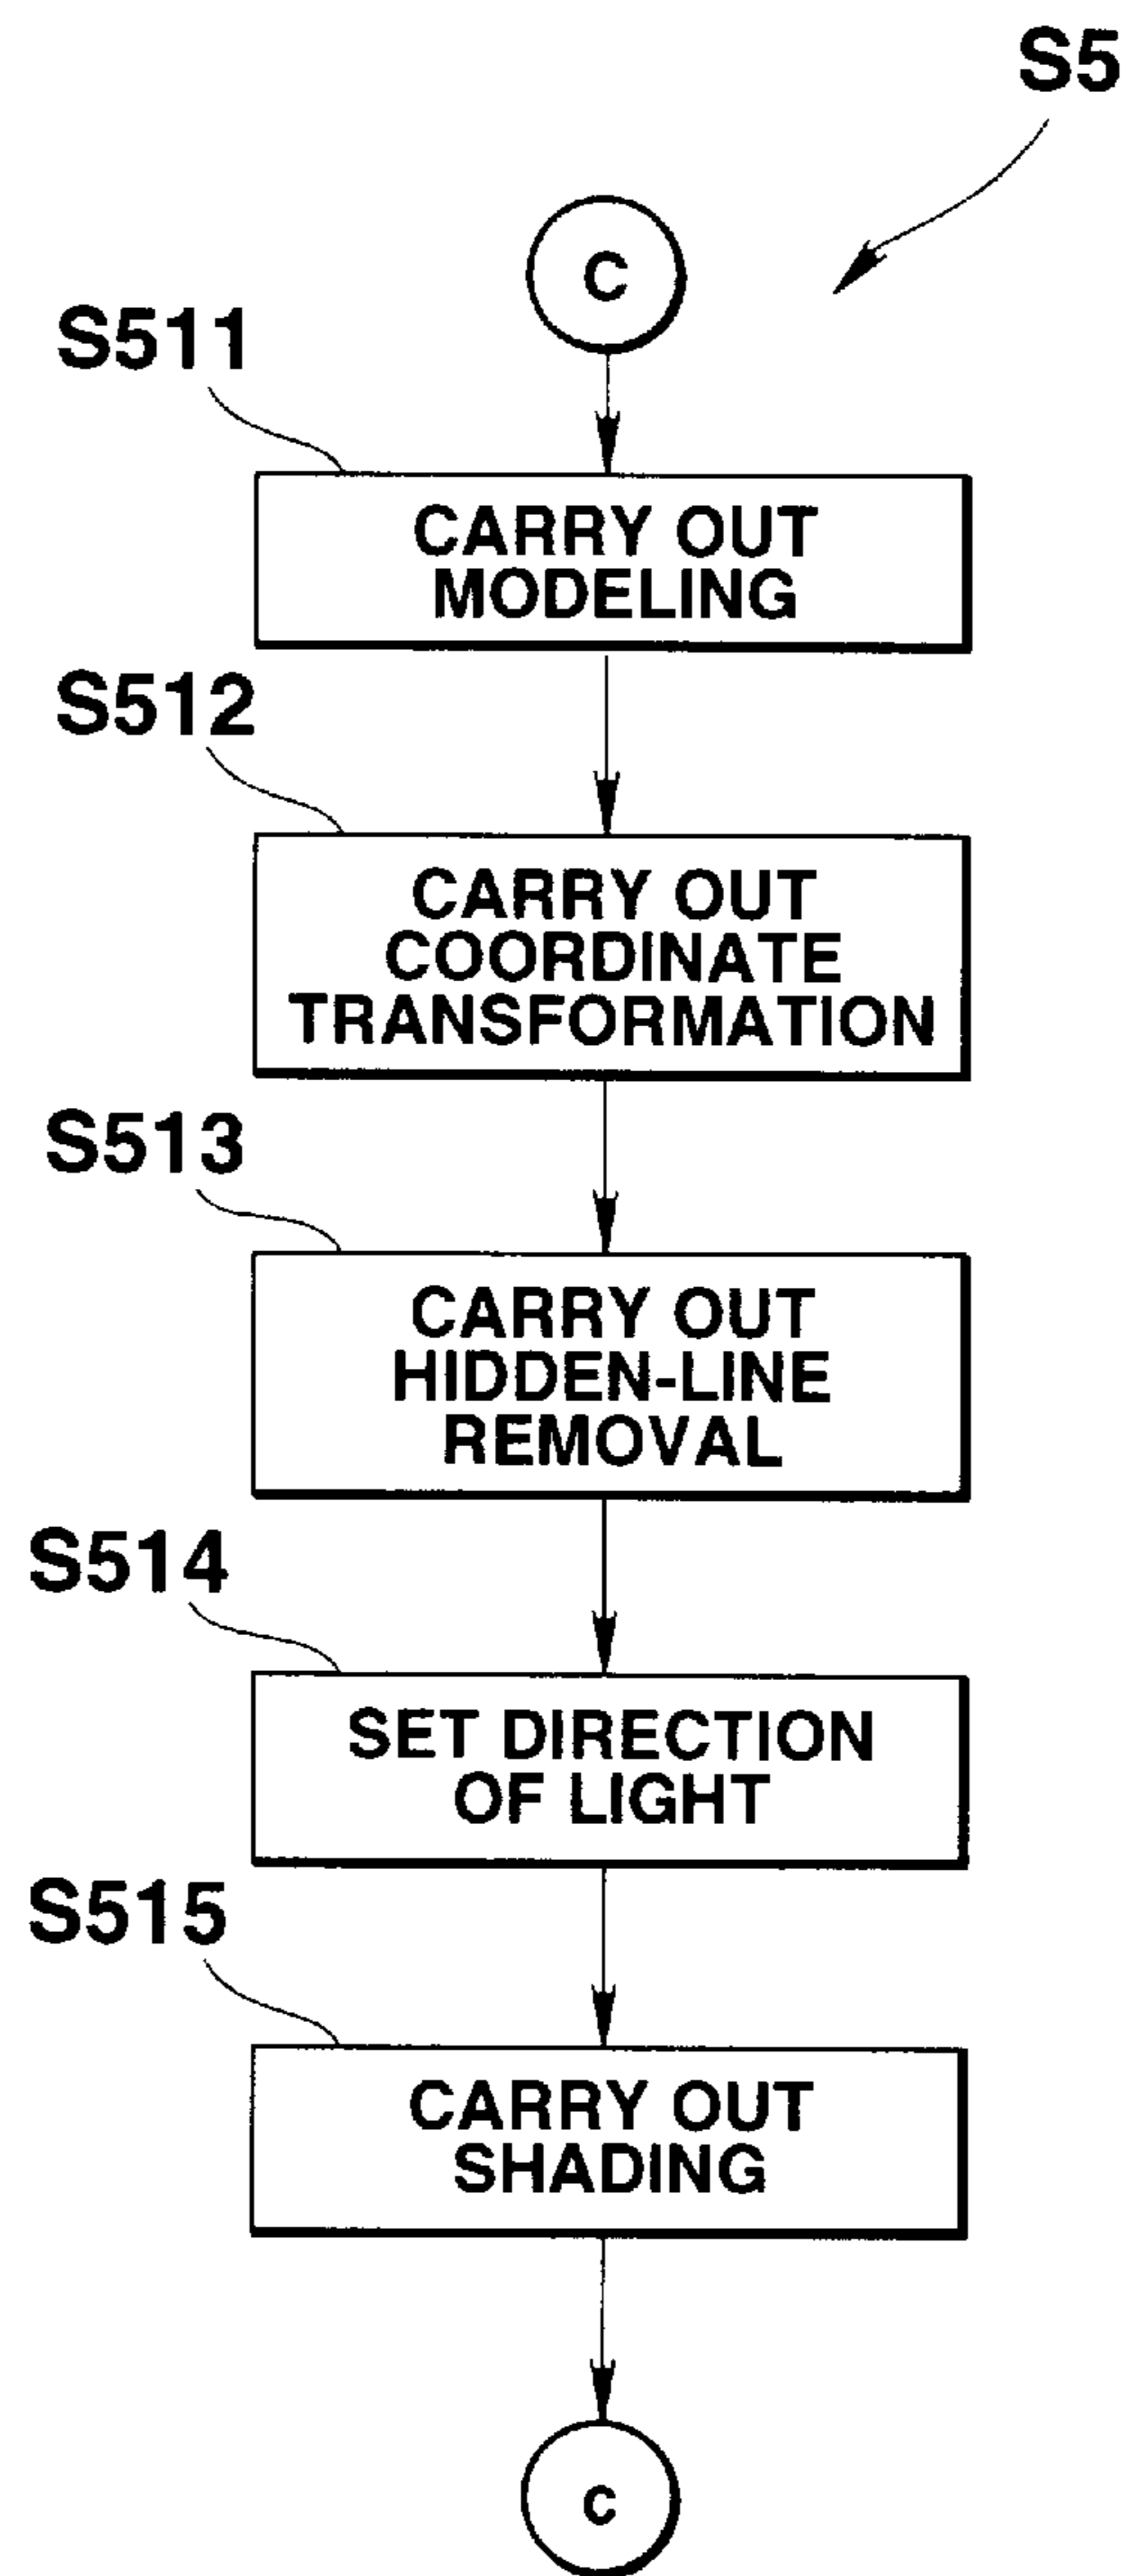 S5
C
S511
CARRY OUT
MODELING
S512
CARRY OUT
COORDINATE
TRANSFORMATION
S513
CARRY OUT
HIDDEN-LINE
REMOVAL
S514
SET DIRECTION
OF LIGHT
S515
CARRY OUT
SHADING
c